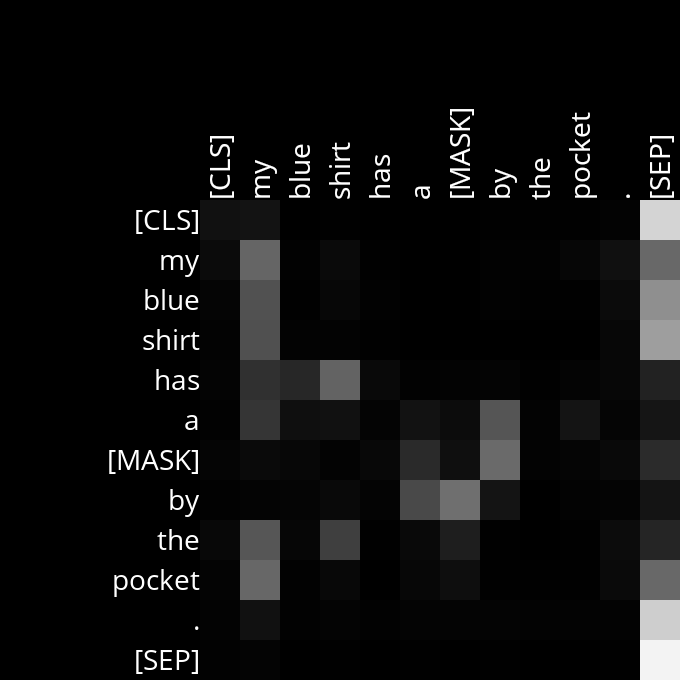 [CLS] my blue shirt has a [MASK] by the pocket . [SEP]
[CLS]
my
blue
shirt
has
a
[MASK]
by
the
pocket
.
[SEP]